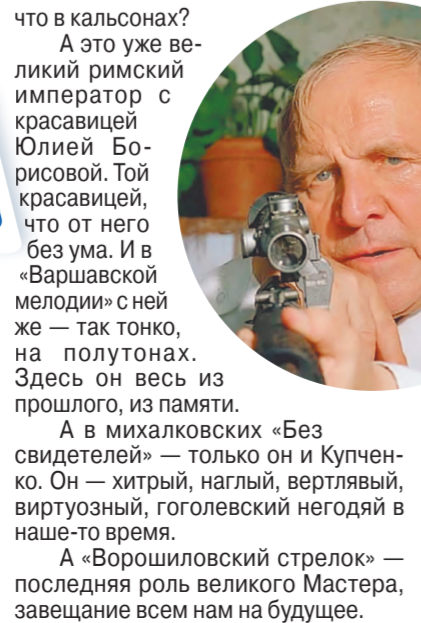 что в кальсонах?
А это уже ве-
ликий римский
император с
красавицей
Юлией Бо-
рисовой. Той
красавицей,
что от него
без ума. И в
«Варшавской
мелодии» с ней
же — так тонко,
на полутонах.
Здесь он весь из
прошлого, из памяти.
А в михалковских «Без
свидетелей» — только он и Купчен-
ко. Он — хитрый, наглый, вертлявый,
виртуозный, гоголевский негодяй в
наше-то время.
А «Ворошиловский стрелок» —
последняя роль великого Мастера,
завещание всем нам на будущее.